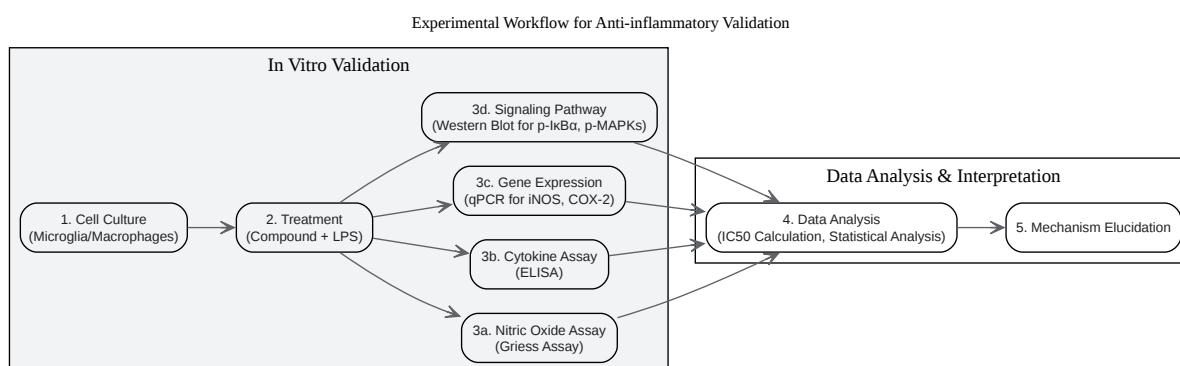 Experimental Workflow for Anti-inflammatory Validation
In Vitro Validation
1. Cell Culture
(Microglia/Macrophages)
2. Treatment
(Compound + LPS)
3d. Signaling Pathway
(Western Blot for p-IκBα, p-MAPKs)
3c. Gene Expression
(qPCR for iNOS, COX-2)
3b. Cytokine Assay
(ELISA)
3a. Nitric Oxide Assay
(Griess Assay)
Data Analysis & Interpretation
4. Data Analysis
(IC50 Calculation, Statistical Analysis)
5. Mechanism Elucidation